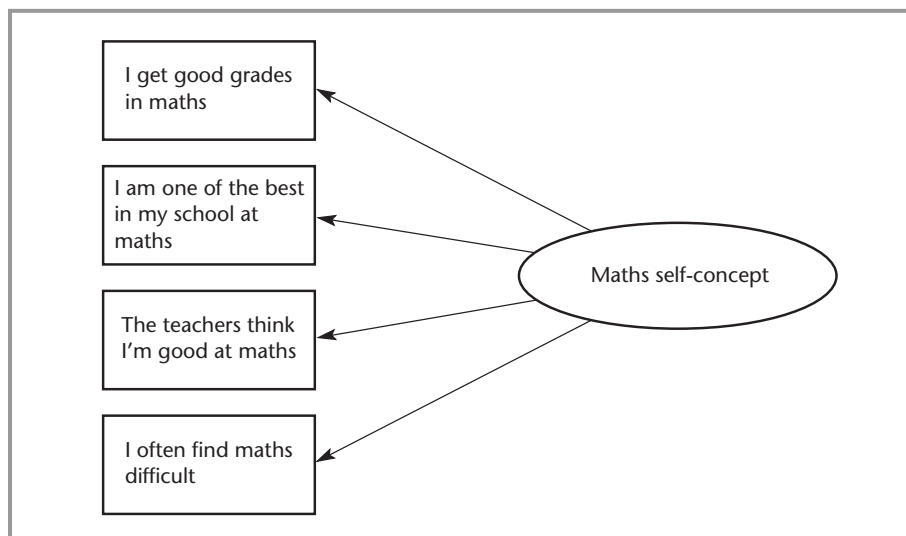 I get good grades
in maths
I am one of the best
in my school at
maths
The teachers think
I'm good at maths
I often find maths
difficult
Maths self-concept